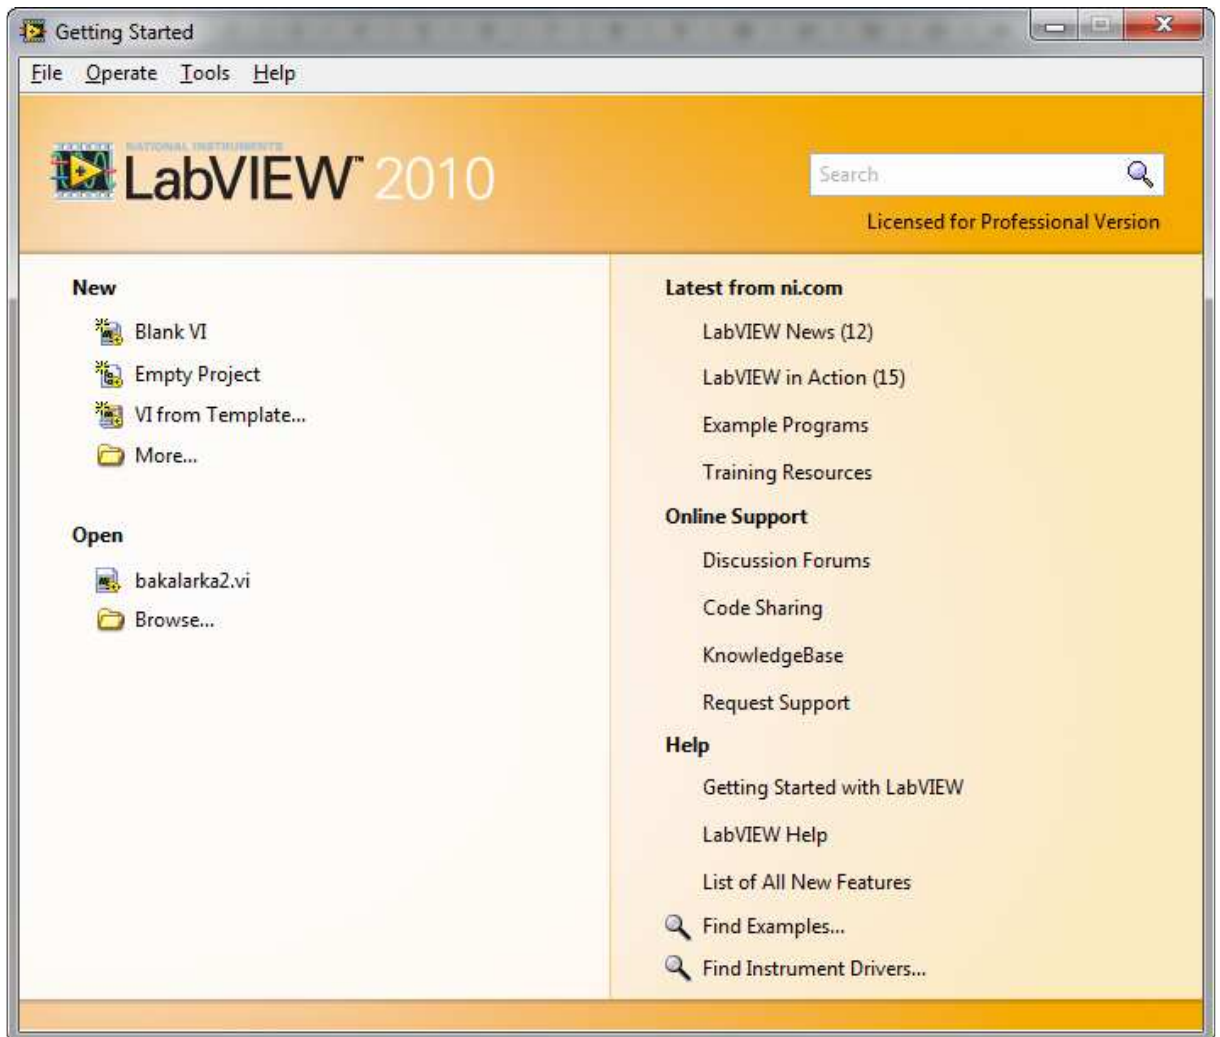 Getting Started
File Operate Tools Help
NATIONAL INSTRUMENTS
LabVIEW™ 2010
Search
Licensed for Professional Version
New
Blank VI
Empty Project
VI from Template...
More...
Open
bakalarka2.vi
Browse...
Latest from ni.com
LabVIEW News (12)
LabVIEW in Action (15)
Example Programs
Training Resources
Online Support
Discussion Forums
Code Sharing
KnowledgeBase
Request Support
Help
Getting Started with LabVIEW
LabVIEW Help
List of All New Features
Find Examples...
Find Instrument Drivers...